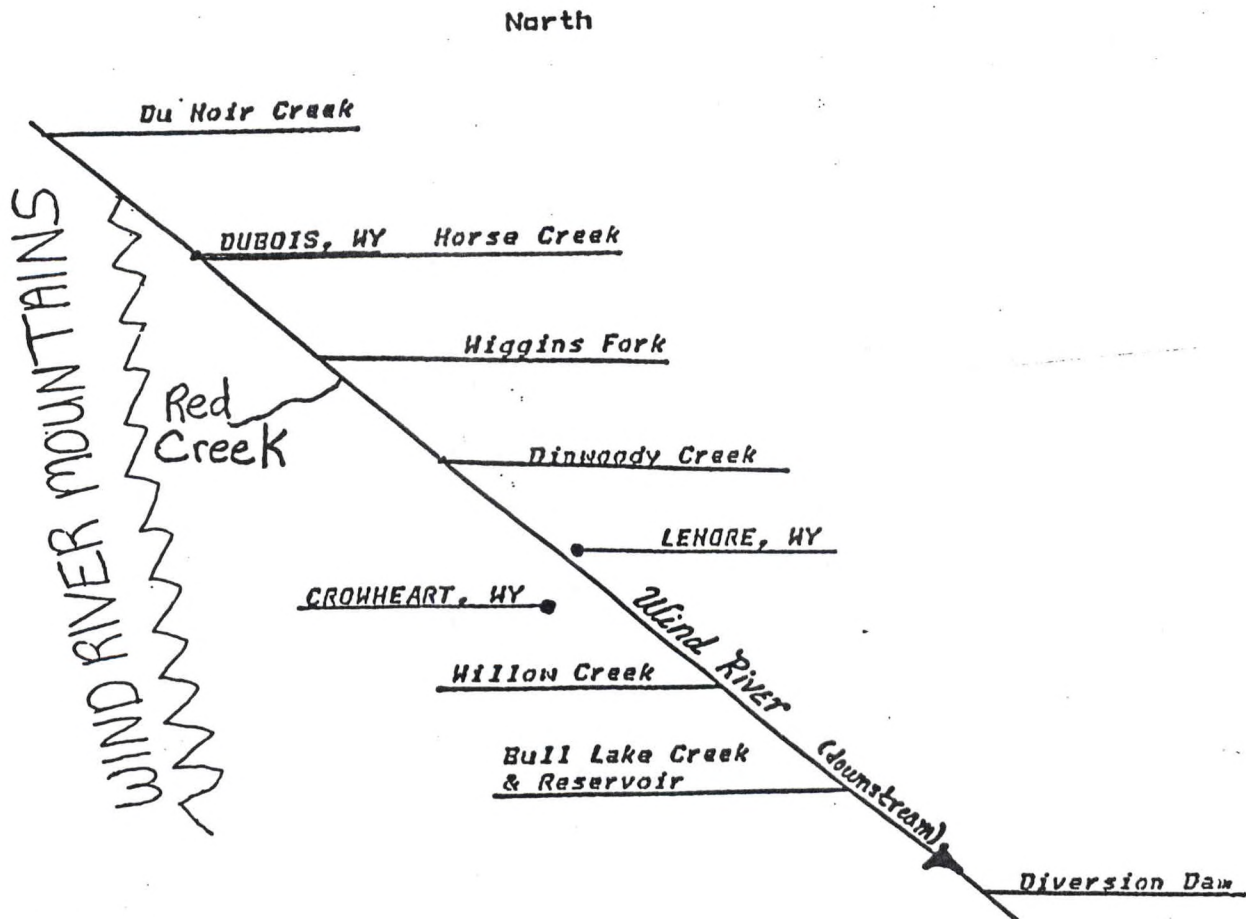 North
Du Noir Creek
DUBOIS, WY Horse Creek
Wiggins Fork
Red
Creek
Dinwoody Creek
LENORE, WY
CROWHEART, WY
WIND RIVER MOUNTAINS
Wind River
Willow Creek
(downstream)
Bull Lake Creek
& Reservoir
Diversion Dam